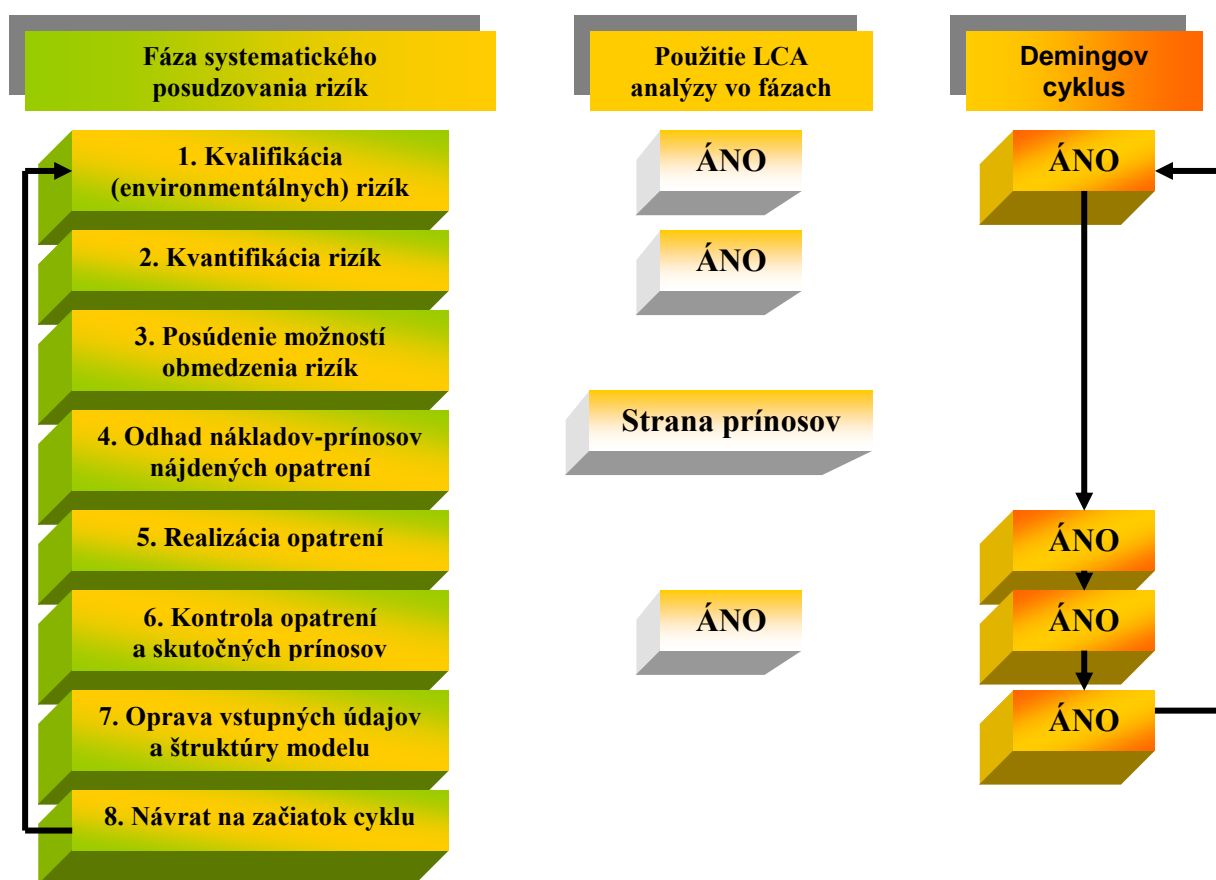 Fáza systematického
posudzovania rizík
Použitie LCA
analýzy vo fázach
Demingov
cyklus
1. Kvalifikácia
(environmentálnych) rizík
ÁNO
ÁNO
2. Kvantifikácia rizík
ÁNO
3. Posúdenie možností
obmedzenia rizík
4. Odhad nákladov-prínosov
nájdených opatrení
Strana prínosov
5. Realizácia opatrení
ÁNO
6. Kontrola opatrení
a skutočných prínosov
ÁNO
ÁNO
7. Oprava vstupných údajov
a štruktúry modelu
ÁNO
8. Návrat na začiatok cyklu